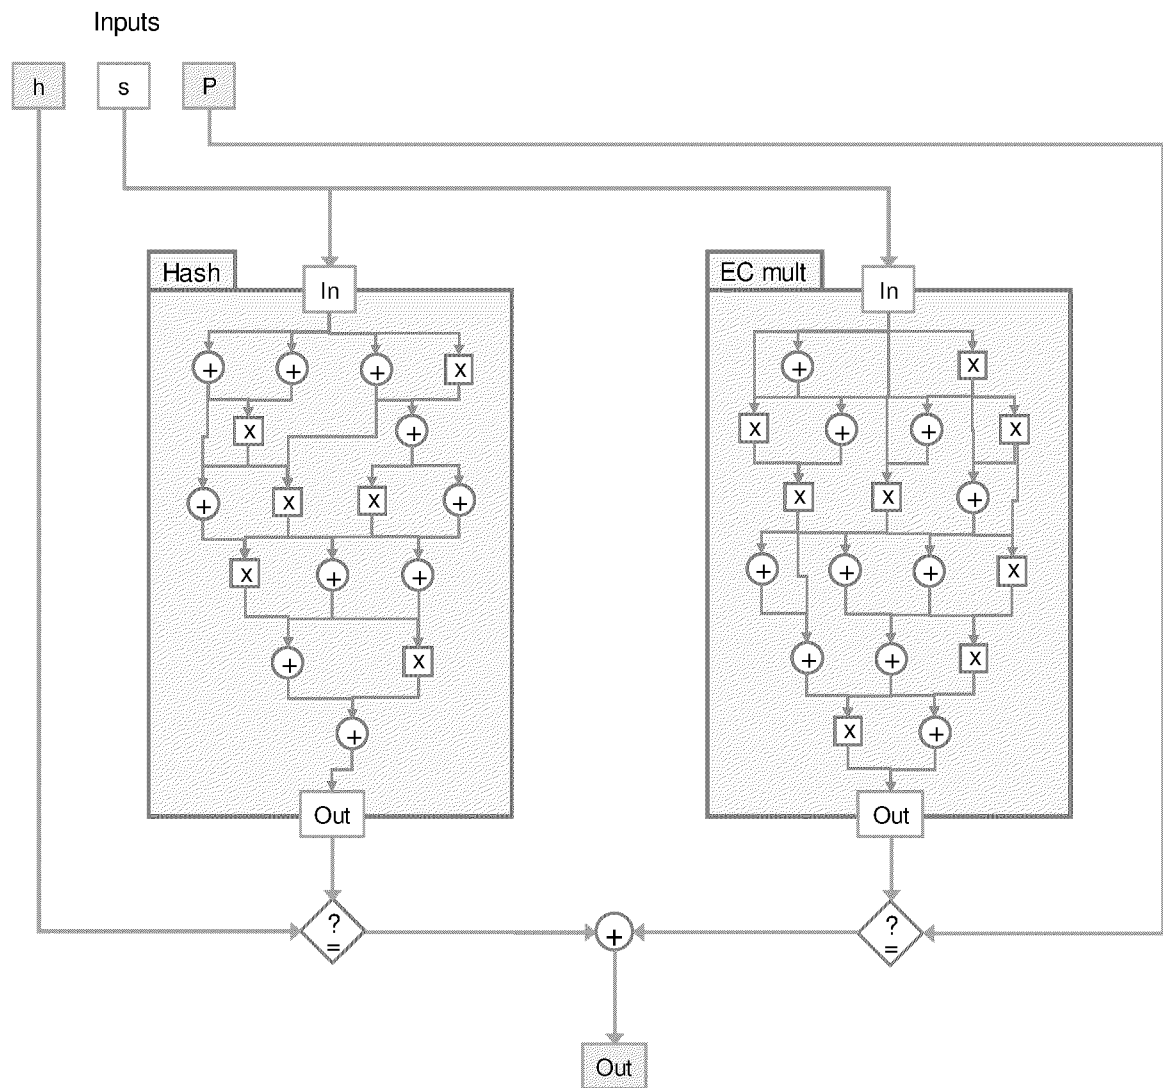 Inputs
h s P
Hash EC mult
In In
+ + + x + x
x + x + + x
+ x x + x x +
x + + + + + x
+ x + + x
+ x +
Out Out
?
= + ?
=
Out